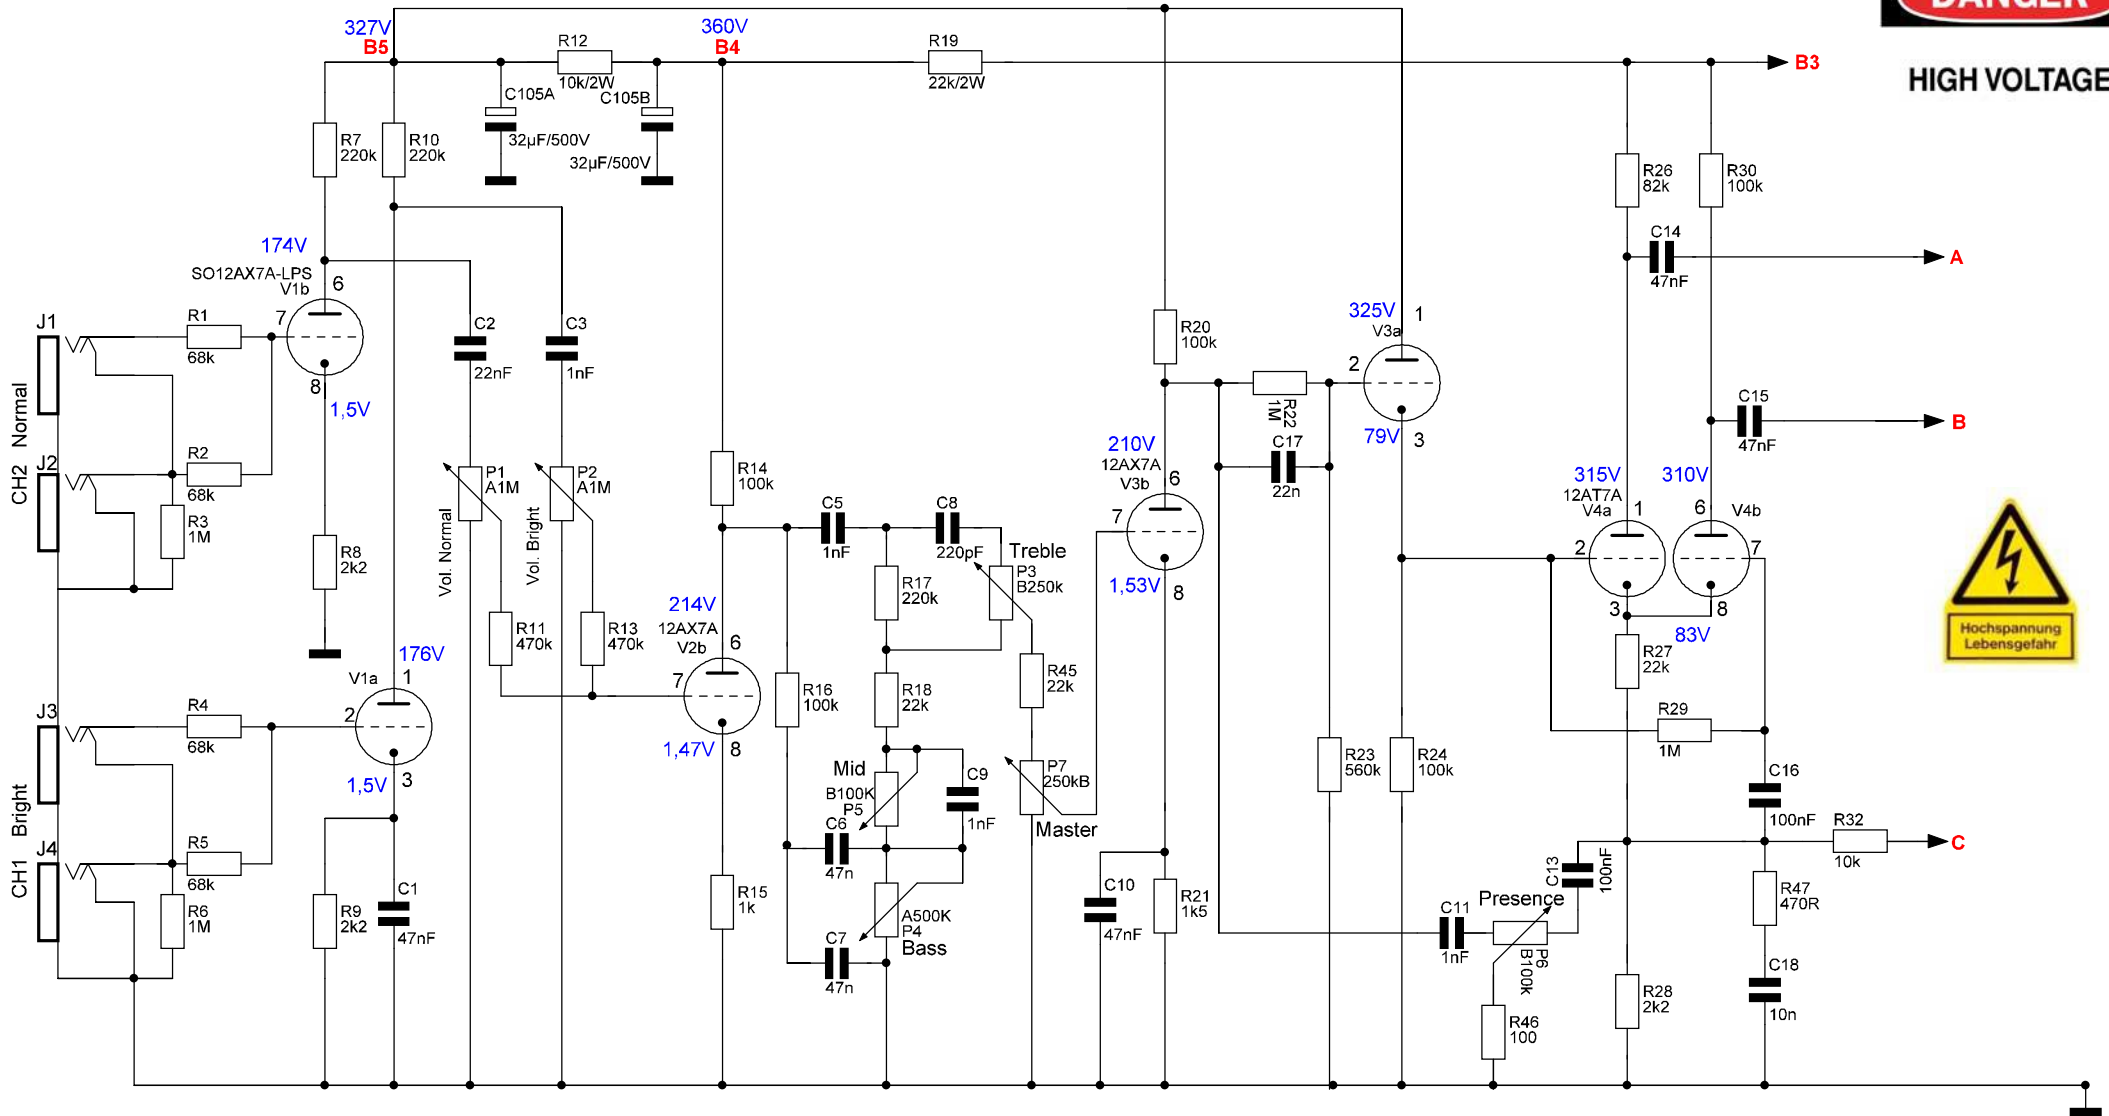 DANGER
HIGH VOLTAGE
327V
B5
R12
10k/2W
360V
B4
R19
22k/2W
B3
C105A
32µF/500V
C105B
32µF/500V
R7
220k
R10
220k
R26
82k
R30
100k
C14
47nF
A
174V
SO12AX7A-LPS
V1b
6
7
8
1,5V
J1
R1
68k
J2
R2
68k
R3
1M
CH2 Normal
R8
2k2
C2
22nF
C3
1nF
P1
A1M
Vol. Normal
P2
A1M
Vol. Bright
R11
470k
R13
470k
R14
100k
214V
12AX7A
V2b
6
7
8
1,47V
C5
1nF
C8
220pF
Treble
P3
B250k
R17
220k
R16
100k
R18
22k
R45
22k
Mid
B100K
P5
C9
1nF
P7
250kB
Master
C6
47n
A500K
P4
Bass
C7
47n
R15
1k
R20
100k
210V
12AX7A
V3b
6
7
8
1,53V
R22
1M
C17
22n
325V
1
V3a
2
79V
3
C15
47nF
B
315V
12AT7A
V4a
1
2
3
310V
6
V4b
7
8
83V
R27
22k
Hochspannung
Lebensgefahr
176V
V1a
1
2
1,5V
3
J3
R4
68k
J4
R5
68k
R6
1M
CH1 Bright
R9
2k2
C1
47nF
C10
47nF
R21
1k5
R23
560k
R24
100k
R29
1M
C16
100nF
R32
10k
C
C13
100nF
Presence
C11
1nF
P6
B100k
R46
100
R28
2k2
R47
470R
C18
10n